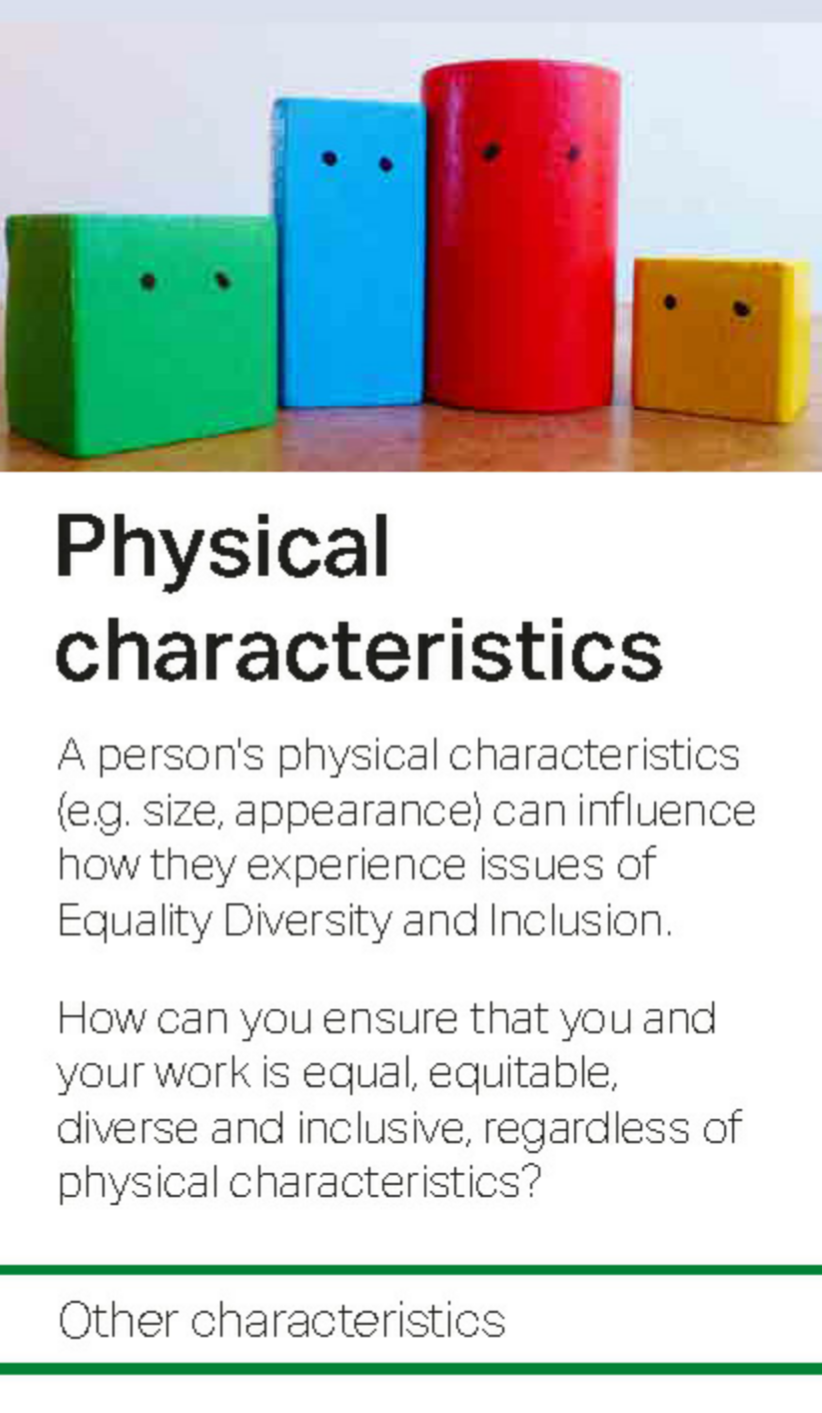 Physical
characteristics
A person's physical characteristics
(e.g. size, appearance) can influence
how they experience issues of
Equality Diversity and Inclusion.
How can you ensure that you and
your work is equal, equitable,
diverse and inclusive, regardless of
physical characteristics?
Other characteristics